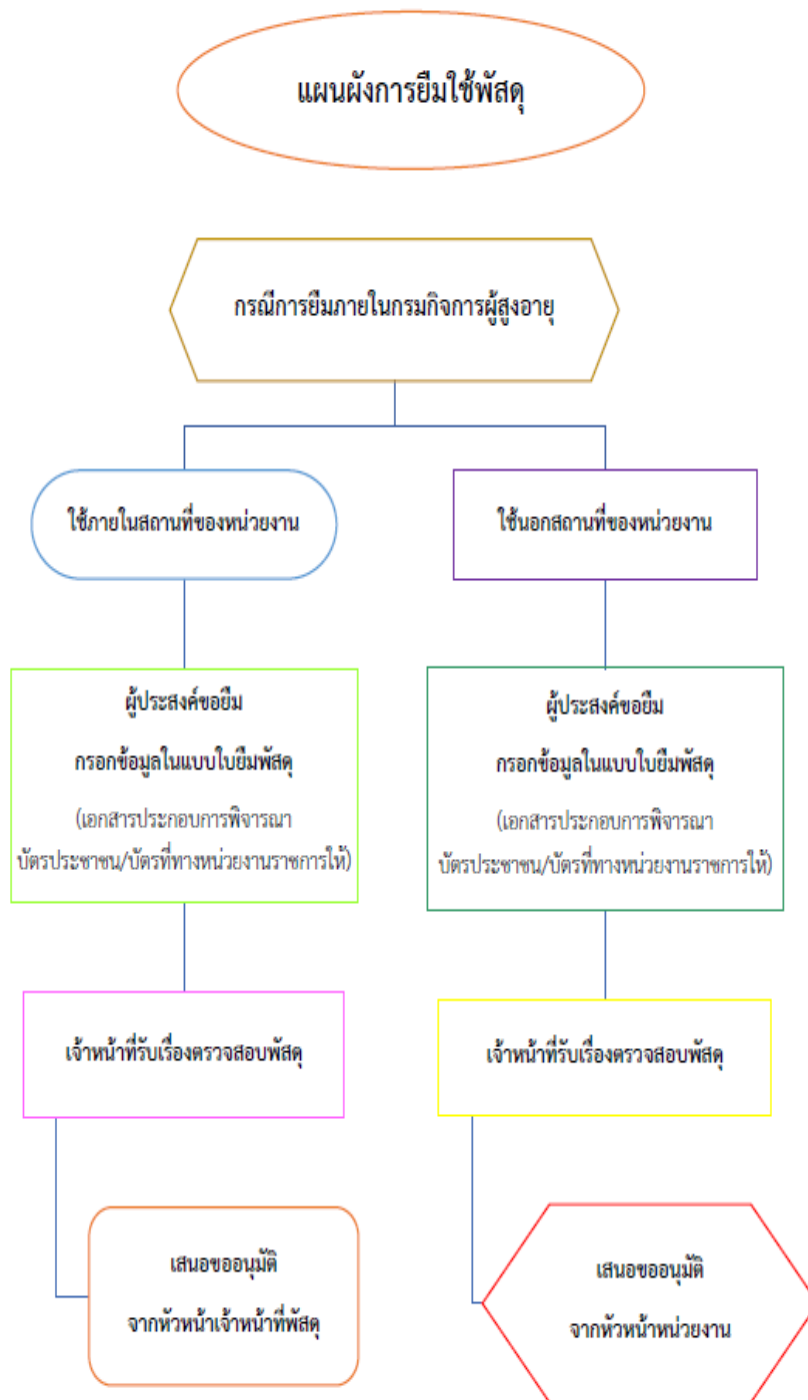 แผนผังการยืมใช้พัสดุ
กรณีการยืมภายในกรมกิจการผู้สูงอายุ
ใช้ภายในสถานที่ของหน่วยงาน
ใช้นอกสถานที่ของหน่วยงาน
ผู้ประสงค์ขอยืม
กรอกข้อมูลในแบบใบยืมพัสดุ
(เอกสารประกอบการพิจารณา
บัตรประชาชน/บัตรที่ทางหน่วยงานราชการให้)
ผู้ประสงค์ขอยืม
กรอกข้อมูลในแบบใบยืมพัสดุ
(เอกสารประกอบการพิจารณา
บัตรประชาชน/บัตรที่ทางหน่วยงานราชการให้)
เจ้าหน้าที่รับเรื่องตรวจสอบพัสดุ
เจ้าหน้าที่รับเรื่องตรวจสอบพัสดุ
เสนอขออนุมัติ
จากหัวหน้าเจ้าหน้าที่พัสดุ
เสนอขออนุมัติ
จากหัวหน้าหน่วยงาน